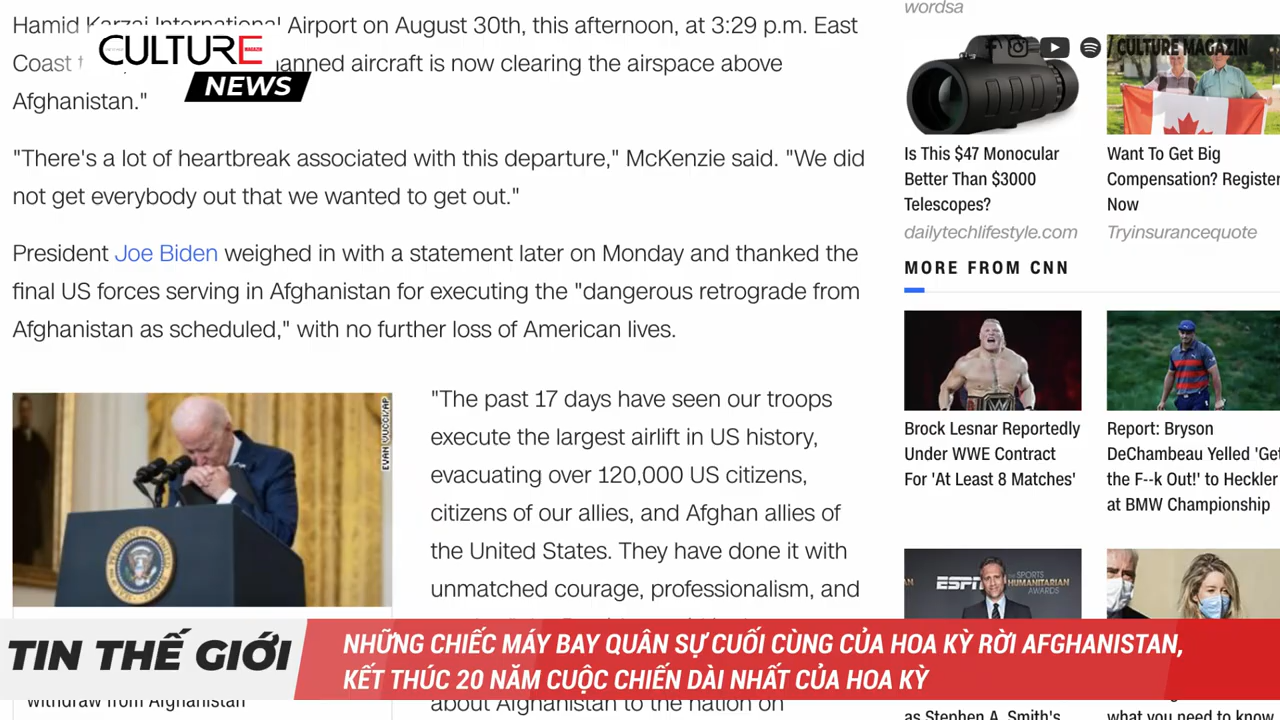 Hamid Karzai International Airport on August 30th, this afternoon, at 3:29 p.m. East
Coast
manned aircraft is now clearing the airspace above
Afghanistan."
CULTURE
NEWS
"There's a lot of heartbreak associated with this departure," McKenzie said. "We did
not get everybody out that we wanted to get out."
President Joe Biden weighed in with a statement later on Monday and thanked the
final US forces serving in Afghanistan for executing the "dangerous retrograde from
Afghanistan as scheduled," with no further loss of American lives.
EVAN VUCCI/AP
"The past 17 days have seen our troops
execute the largest airlift in US history,
evacuating over 120,000 US citizens,
citizens of our allies, and Afghan allies of
the United States. They have done it with
unmatched courage, professionalism, and
withdraw from Afghanistan
about Afghanistan to the nation on
wordsa
/ CULTURE MAGAZIN
Is This $47 Monocular
Better Than $3000
Telescopes?
dailytechlifestyle.com
Want To Get Big
Compensation? Register
Now
Tryinsurancequote
MORE FROM CNN
Brock Lesnar Reportedly
Under WWE Contract
For 'At Least 8 Matches'
Report: Bryson
DeChambeau Yelled 'Get
the F--k Out!' to Heckler
at BMW Championship
ESPN
THE SPORTS
HUMANITARIAN
AWARDS
as Stephen A. Smith's
what you need to know
TIN THẾ GIỚI
NHỮNG CHIẾC MÁY BAY QUÂN SỰ CUỐI CÙNG CỦA HOA KỲ RỜI AFGHANISTAN,
KẾT THÚC 20 NĂM CUỘC CHIẾN DÀI NHẤT CỦA HOA KỲ